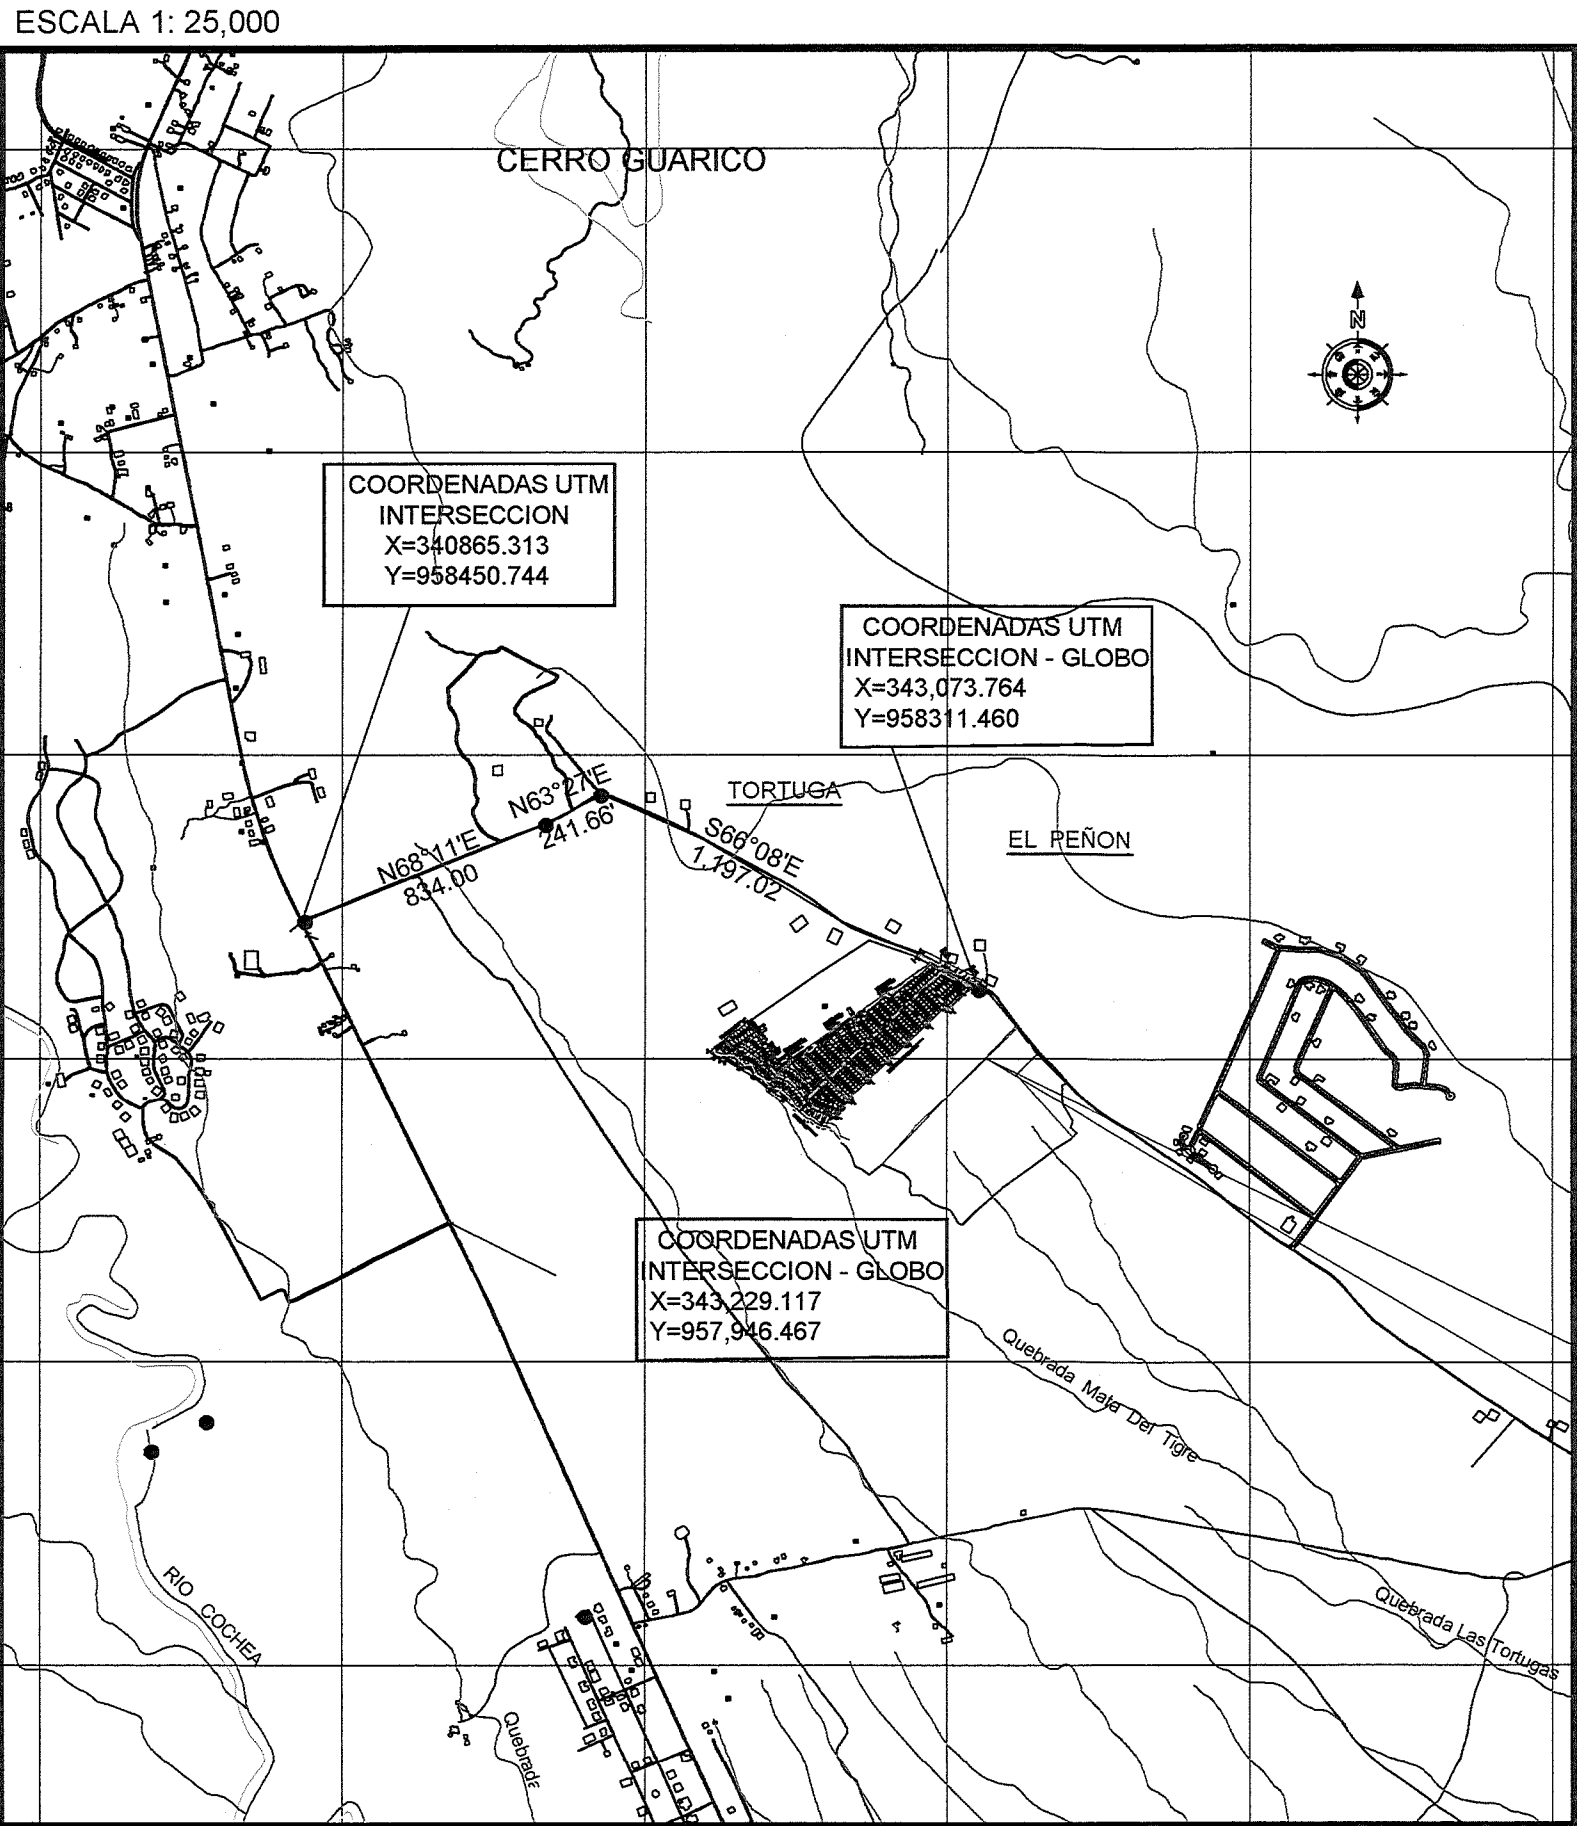 ESCALA 1: 25,000
CERRO GUARICO
N
COORDENADAS UTM
INTERSECCION
X=340865.313
Y=958450.744
COORDENADAS UTM
INTERSECCION - GLOBO
X=343,073.764
Y=958311.460
TORTUGA
EL PEÑON
N63°27'E
241.66'
N68°11'E
834.00
S66°08'E
1,197.02
COORDENADAS UTM
INTERSECCION - GLOBO
X=343,229.117
Y=957,946.467
Quebrada Mata Del Tigre
RIO COCHEA
Quebrada Las Tortugas
Quebrada